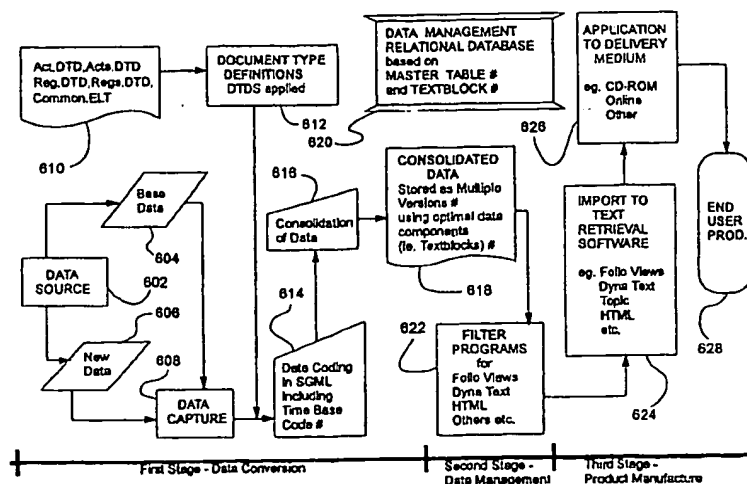 Act,DTD,Acts,DTD
Reg,DTD,Regs,DTD,
Common,ELT
610
DOCUMENT TYPE
DEFINITIONS
DTDS applied
612
DATA MANAGEMENT
RELATIONAL DATABASE
based on
MASTER TABLE #
and TEXTBLOCK #
620
APPLICATION
TO DELIVERY
MEDIUM
eg. CD-ROM
Online
Other
626
Base
Data
604
DATA
SOURCE
602
606
New
Data
608
DATA
CAPTURE
616
Consolidation
of Data
614
Data Coding
In SGML
Including
Time Base
Code #
CONSOLIDATED
DATA
Stored as Multiple
Versions #
using optimal data
components
(ie. Textblocks) #
618
622
FILTER
PROGRAMS
for
Folio Views
Dyna Text
HTML
Others etc.
IMPORT TO
TEXT
RETRIEVAL
SOFTWARE
eg. Folio Views
Dyna Text
Topic
HTML
etc.
624
END
USER
PROD.
628
First Stage - Data Conversion
Second Stage -
Data Management
Third Stage -
Product Manufacture